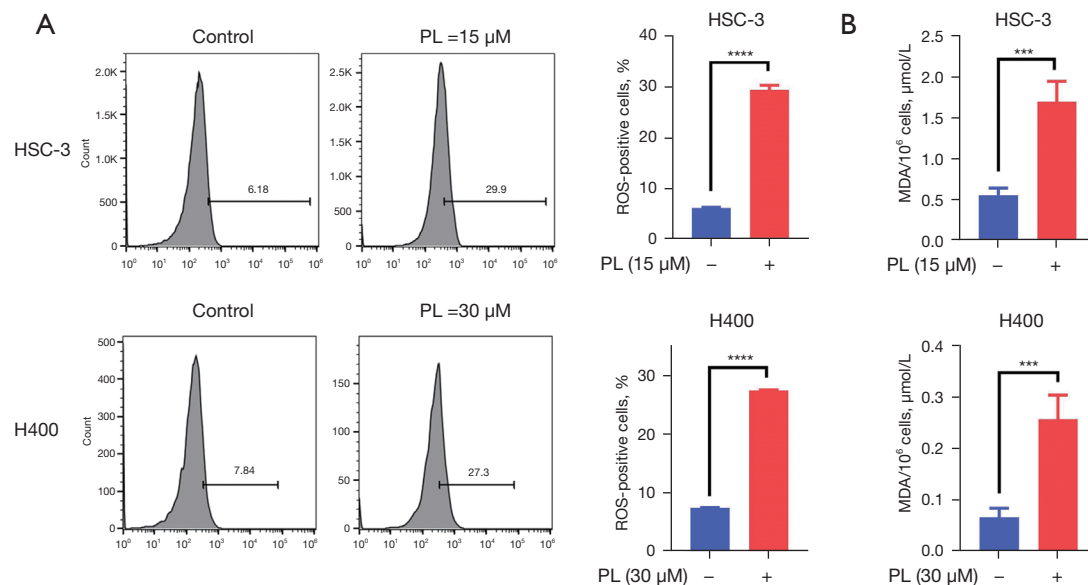 A
B
Control
PL =15 μM
HSC-3
HSC-3
HSC-3
Count
2.0K
1.5K
1.0K
500
0
6.18
10⁰ 10¹ 10² 10³ 10⁴ 10⁵ 10⁶
2.5K
2.0K
1.5K
1.0K
500
0
29.9
10⁰ 10¹ 10² 10³ 10⁴ 10⁵ 10⁶
ROS-positive cells, %
40
30
20
10
0
****
PL (15 μM) – +
MDA/10⁶ cells, μmol/L
2.5
2.0
1.5
1.0
0.5
0.0
***
PL (15 μM) – +
Control
PL =30 μM
H400
H400
H400
Count
500
400
300
200
100
0
7.84
10⁰ 10¹ 10² 10³ 10⁴ 10⁵ 10⁶
150
100
50
0
27.3
10⁰ 10¹ 10² 10³ 10⁴ 10⁵ 10⁶
ROS-positive cells, %
30
20
10
0
****
PL (30 μM) – +
MDA/10⁶ cells, μmol/L
0.4
0.3
0.2
0.1
0.0
***
PL (30 μM) – +